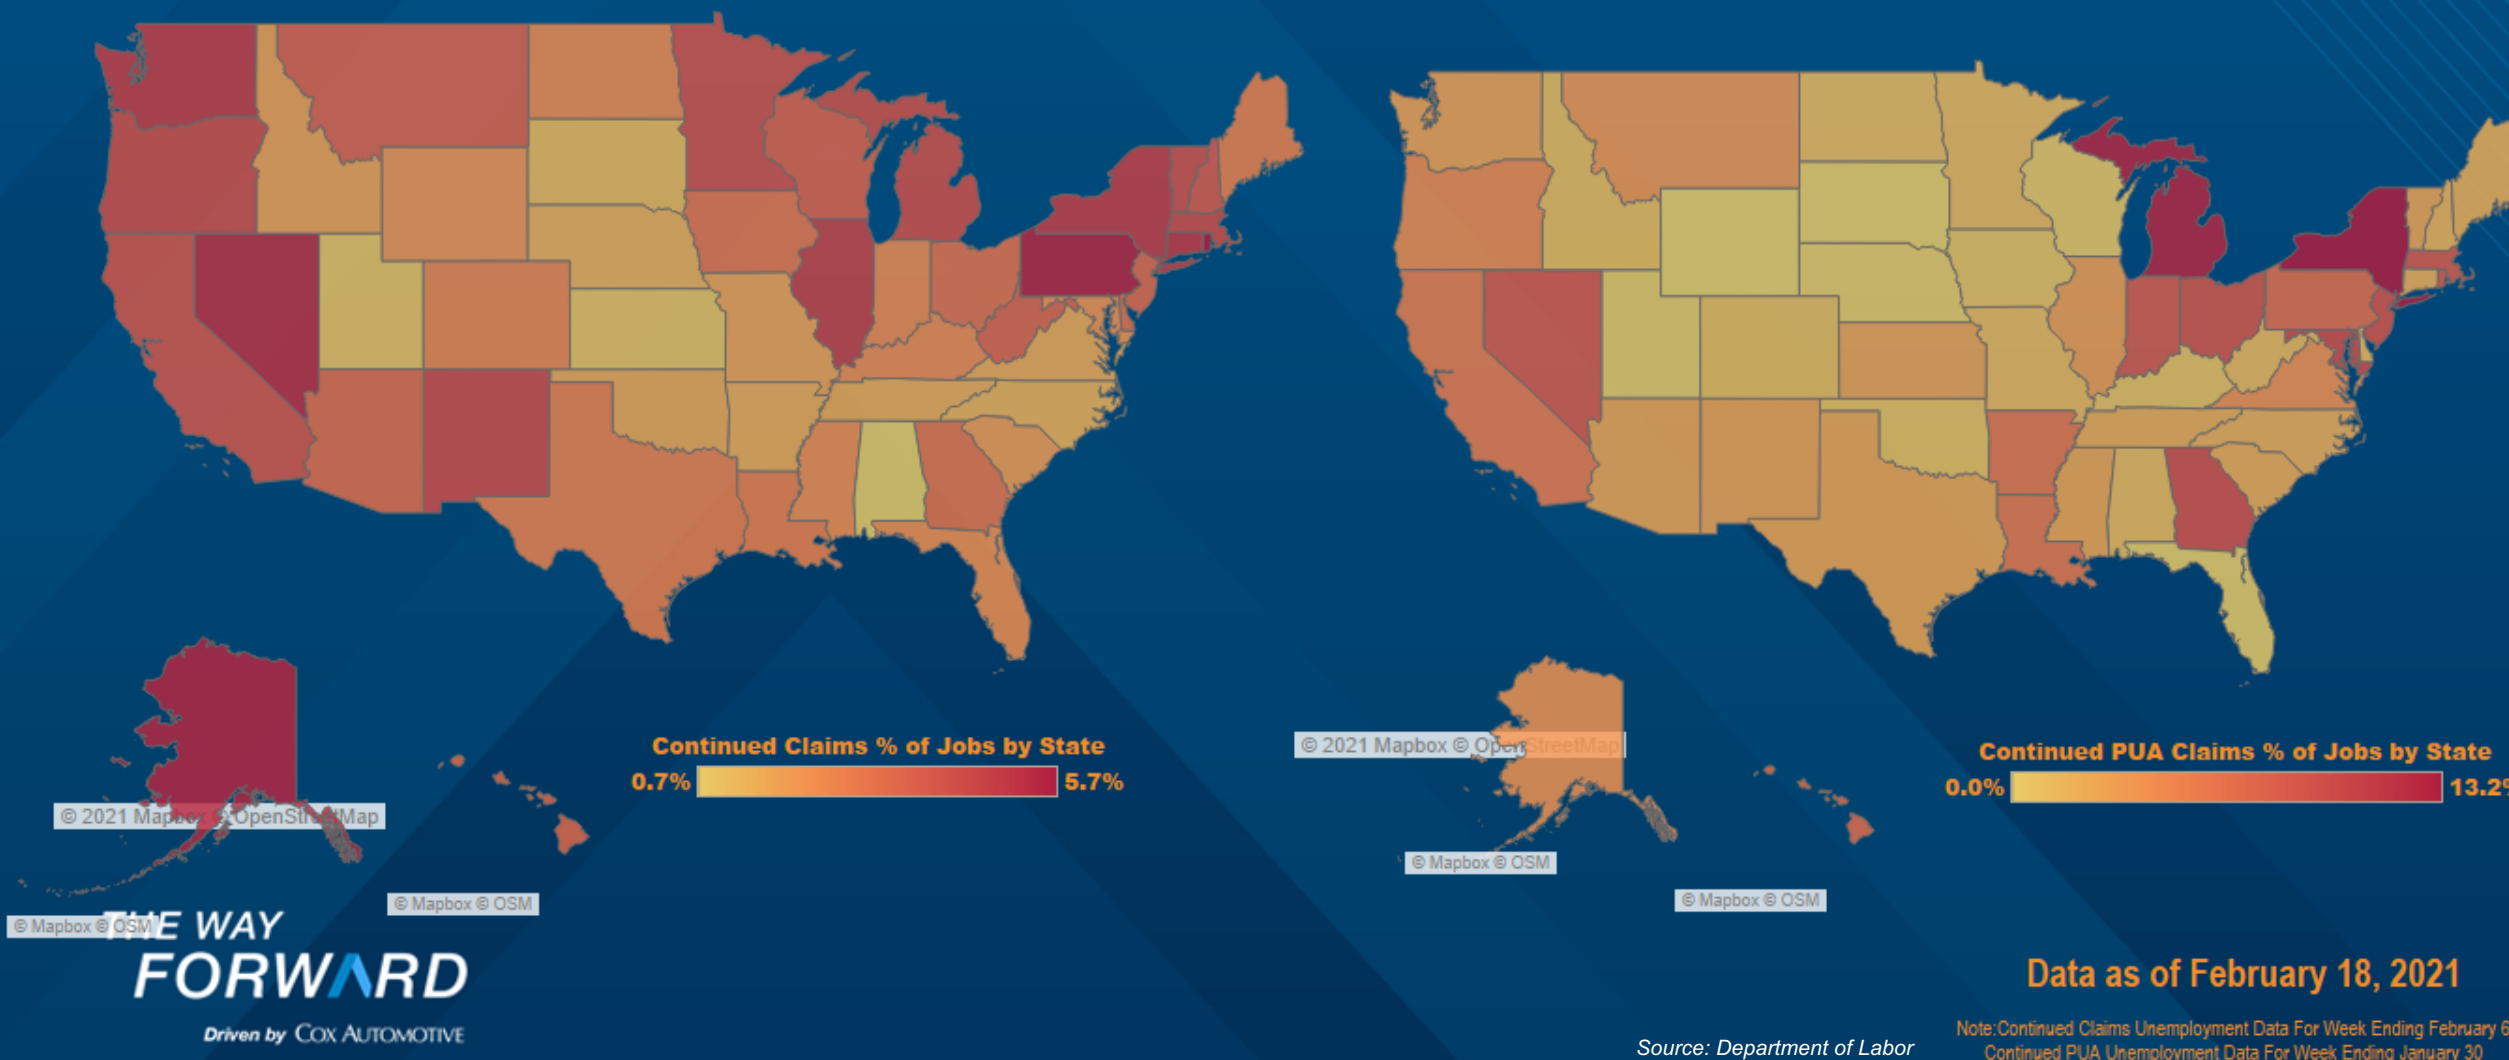 Continued Claims % of Jobs by State
0.7% 5.7%
© 2021 Mapbox © OpenStreetMap
© Mapbox © OSM
© Mapbox © OSM
THE WAY
FORWARD
Driven by COX AUTOMOTIVE
© 2021 Mapbox © OpenStreetMap
Continued PUA Claims % of Jobs by State
0.0% 13.2%
© Mapbox © OSM
© Mapbox © OSM
Data as of February 18, 2021
Note:Continued Claims Unemployment Data For Week Ending February 6
Continued PUA Unemployment Data For Week Ending January 30
Source: Department of Labor